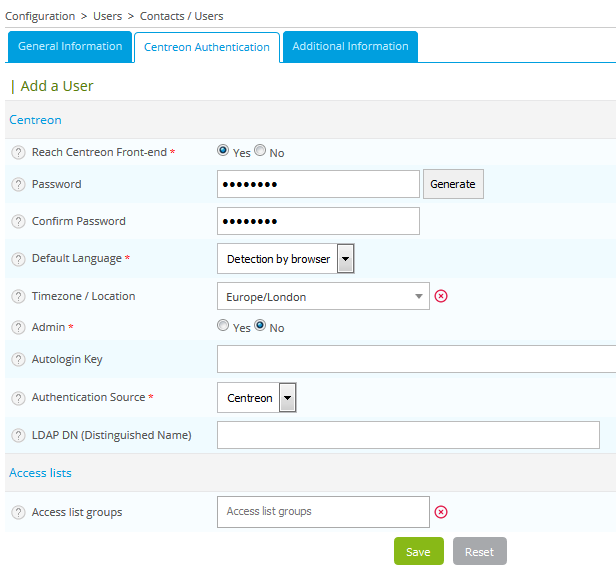 Configuration > Users > Contacts / Users
General Information Centreon Authentication Additional Information
| Add a User
Centreon
? Reach Centreon Front-end * Yes No
? Password •••••••• Generate
? Confirm Password ••••••••
? Default Language * Detection by browser
? Timezone / Location Europe/London
? Admin * Yes No
? Autologin Key
? Authentication Source * Centreon
? LDAP DN (Distinguished Name)
Access lists
? Access list groups Access list groups
Save Reset